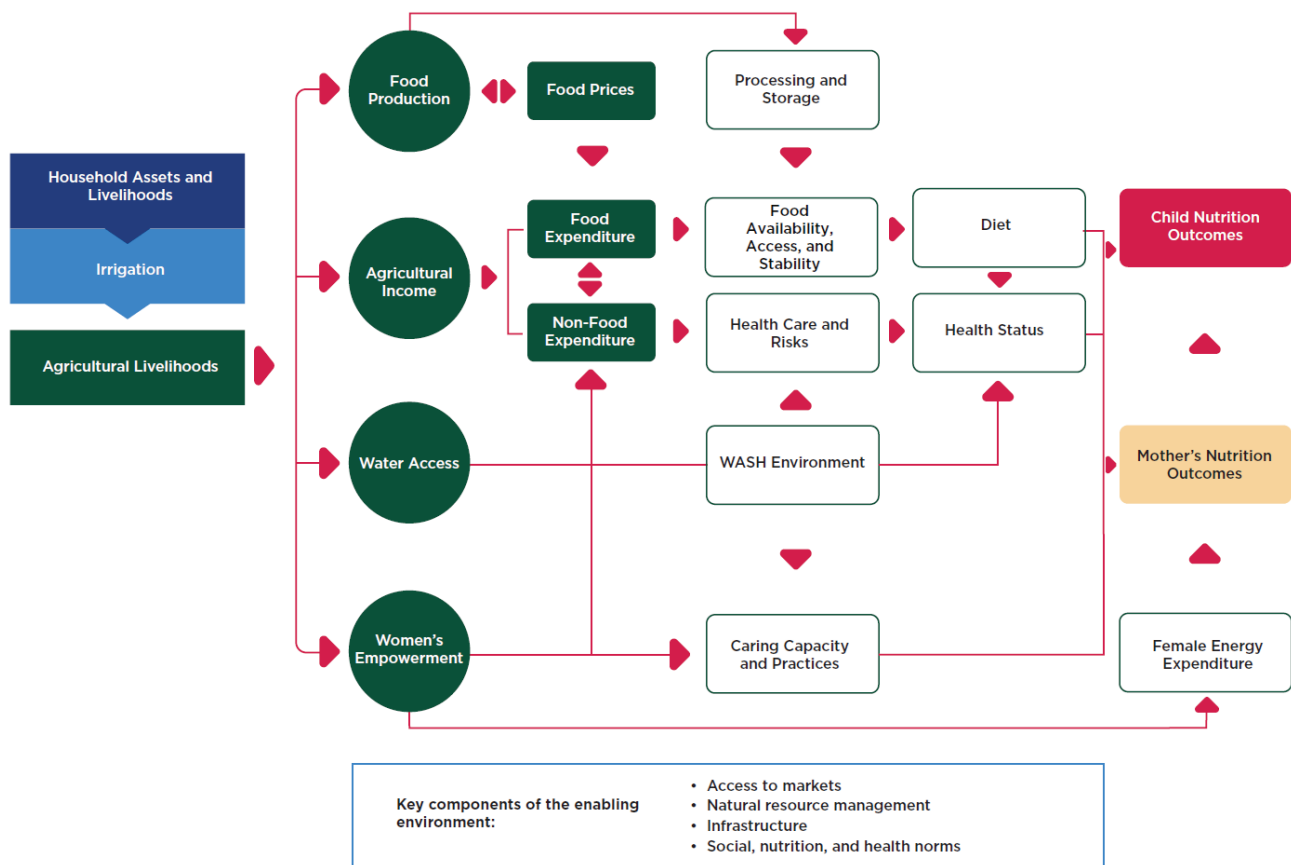 Food
Production
Food Prices
Processing and
Storage
Household Assets and
Livelihoods
Irrigation
Agricultural Livelihoods
Agricultural
Income
Food
Expenditure
Non-Food
Expenditure
Food
Availability,
Access, and
Stability
Diet
Child Nutrition
Outcomes
Health Care and
Risks
Health Status
Water Access
WASH Environment
Mother's Nutrition
Outcomes
Women's
Empowerment
Caring Capacity
and Practices
Female Energy
Expenditure
Key components of the enabling
environment:
• Access to markets
• Natural resource management
• Infrastructure
• Social, nutrition, and health norms